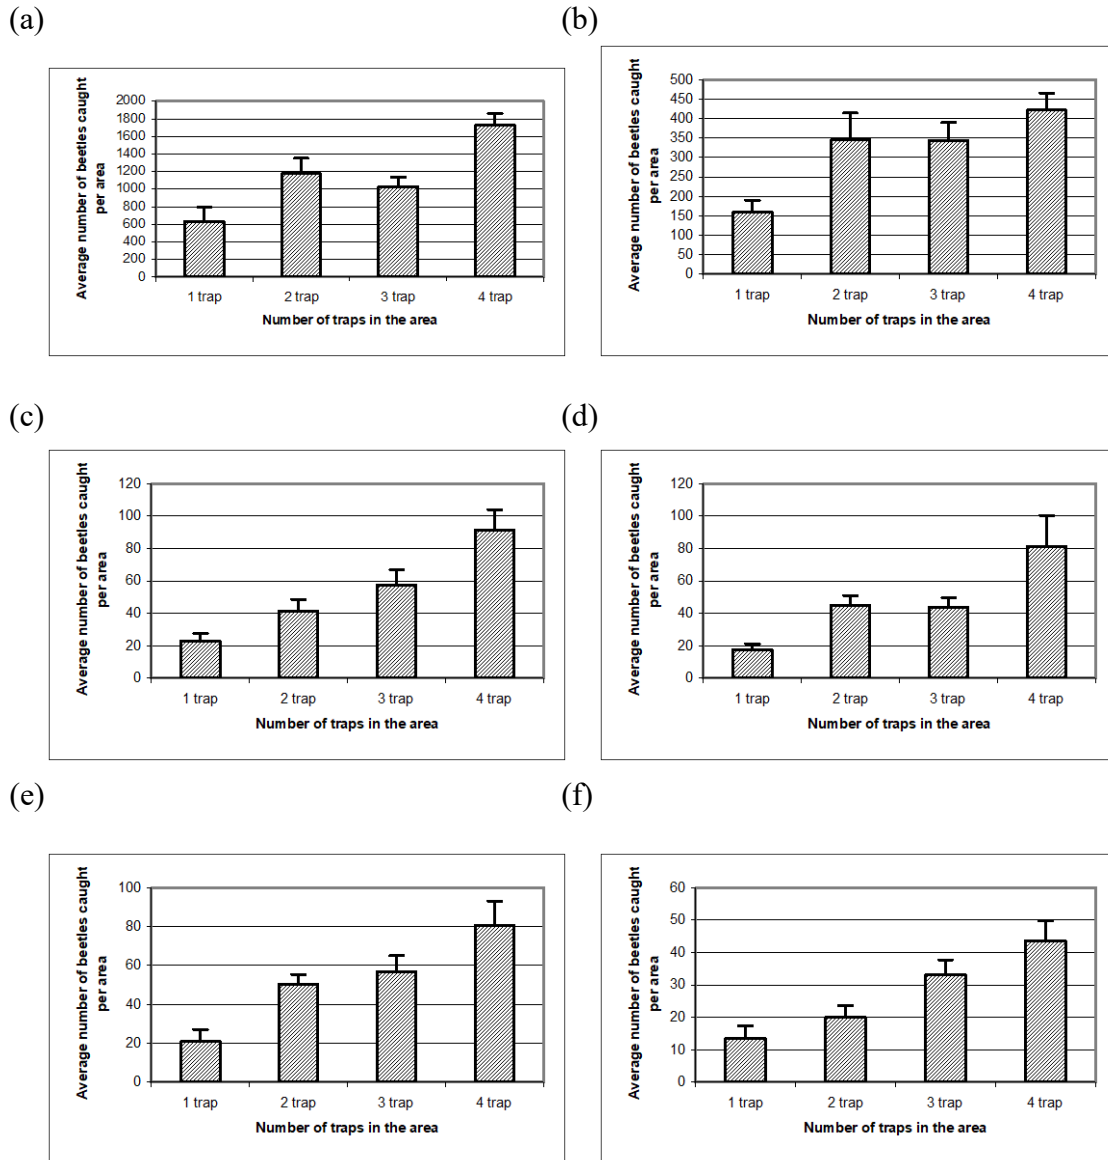 (a)
Average number of beetles caught
per area
2000
1800
1600
1400
1200
1000
800
600
400
200
0
1 trap 2 trap 3 trap 4 trap
Number of traps in the area
(b)
Average number of beetles caught
per area
500
450
400
350
300
250
200
150
100
50
0
1 trap 2 trap 3 trap 4 trap
Number of traps in the area
(c)
Average number of beetles caught
per area
120
100
80
60
40
20
0
1 trap 2 trap 3 trap 4 trap
Number of traps in the area
(d)
Average number of beetles caught
per area
120
100
80
60
40
20
0
1 trap 2 trap 3 trap 4 trap
Number of traps in the area
(e)
Average number of beetles caught
per area
100
80
60
40
20
0
1 trap 2 trap 3 trap 4 trap
Number of traps in the area
(f)
Average number of beetles caught
per area
60
50
40
30
20
10
0
1 trap 2 trap 3 trap 4 trap
Number of traps in the area